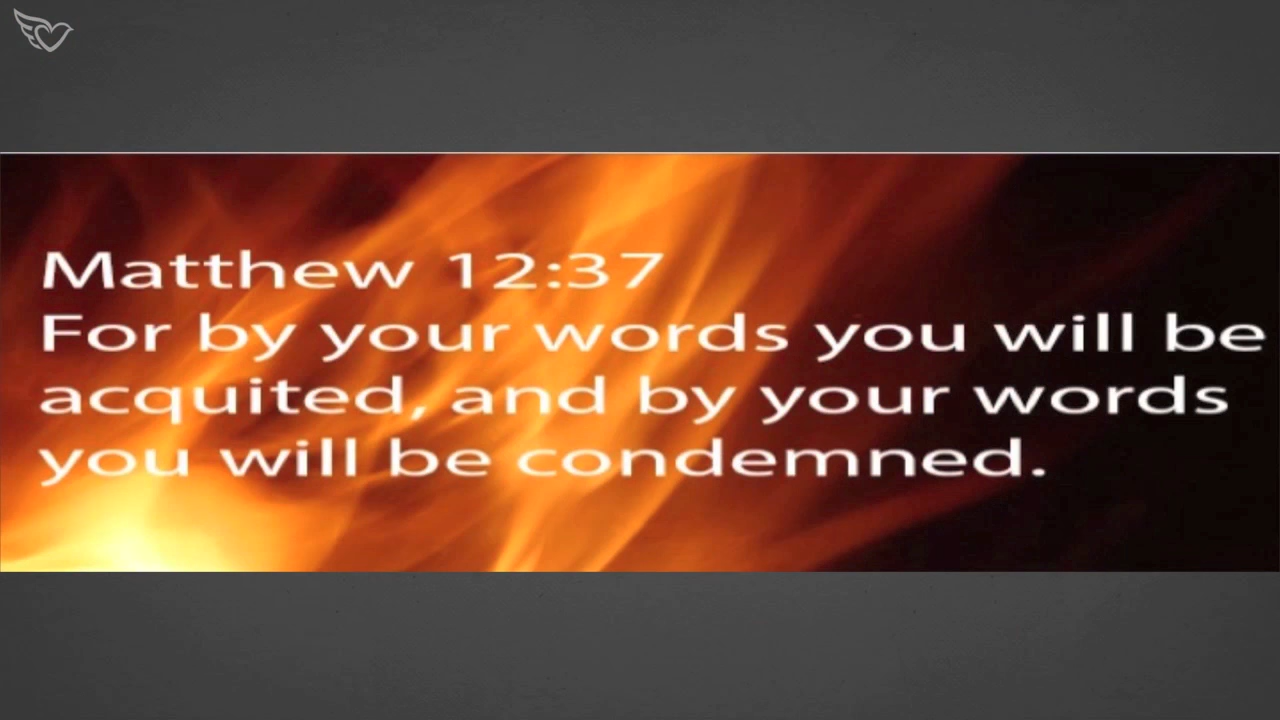 Matthew 12:37
For by your words you will be
acquited, and by your words
you will be condemned.